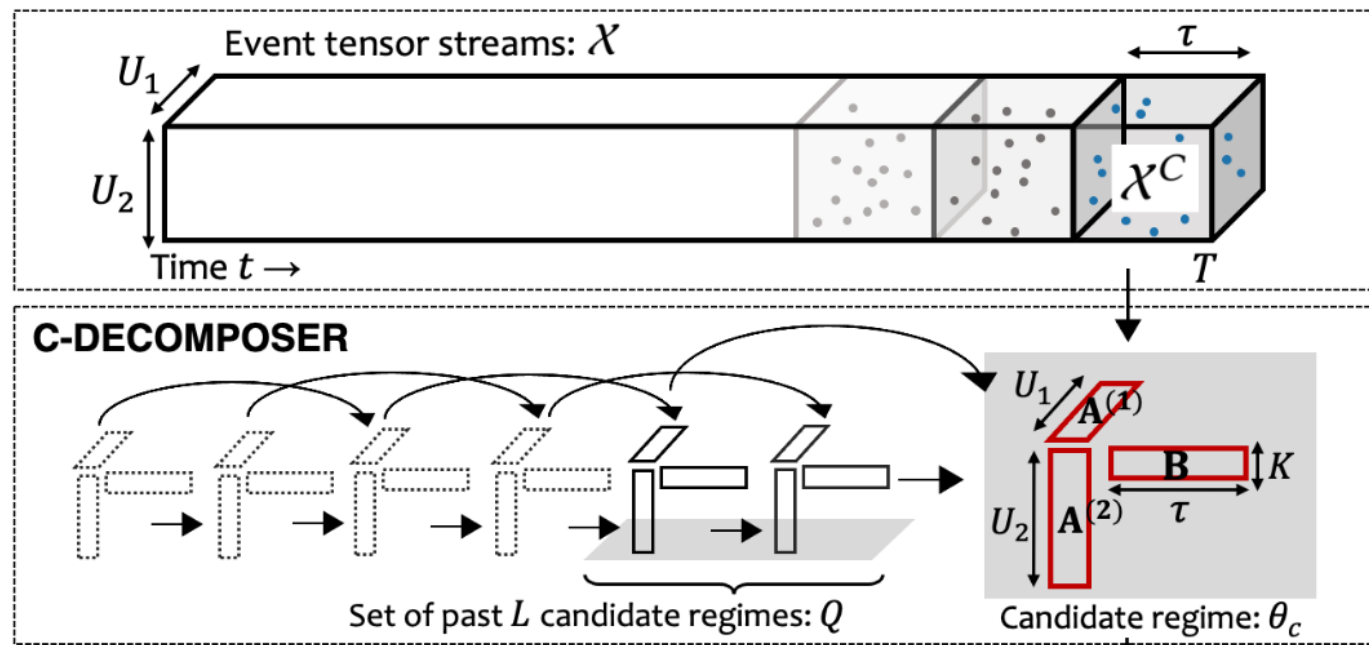 Event tensor streams: 𝒳
τ
U₁
U₂
𝒳ᶜ
Time t →
T
C-DECOMPOSER
U₁
A⁽¹⁾
B
K
τ
U₂
A⁽²⁾
Set of past L candidate regimes: Q
Candidate regime: θ_c